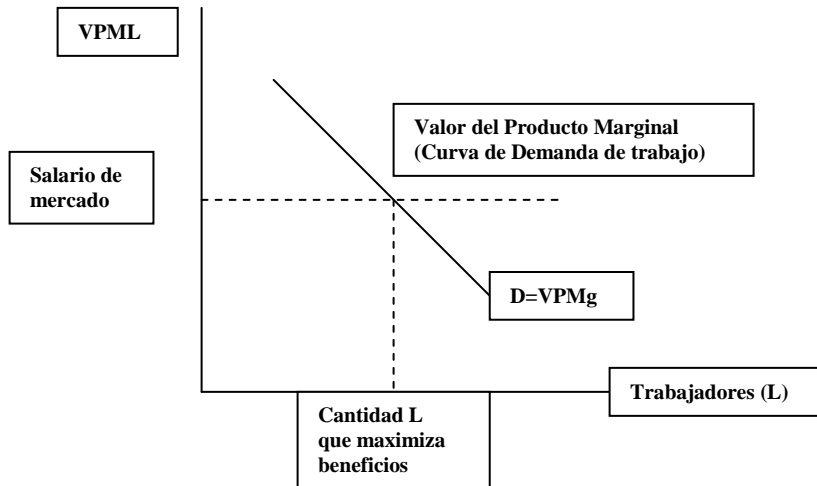 VPML
Valor del Producto Marginal
(Curva de Demanda de trabajo)
Salario de
mercado
D=VPMg
Trabajadores (L)
Cantidad L
que maximiza
beneficios